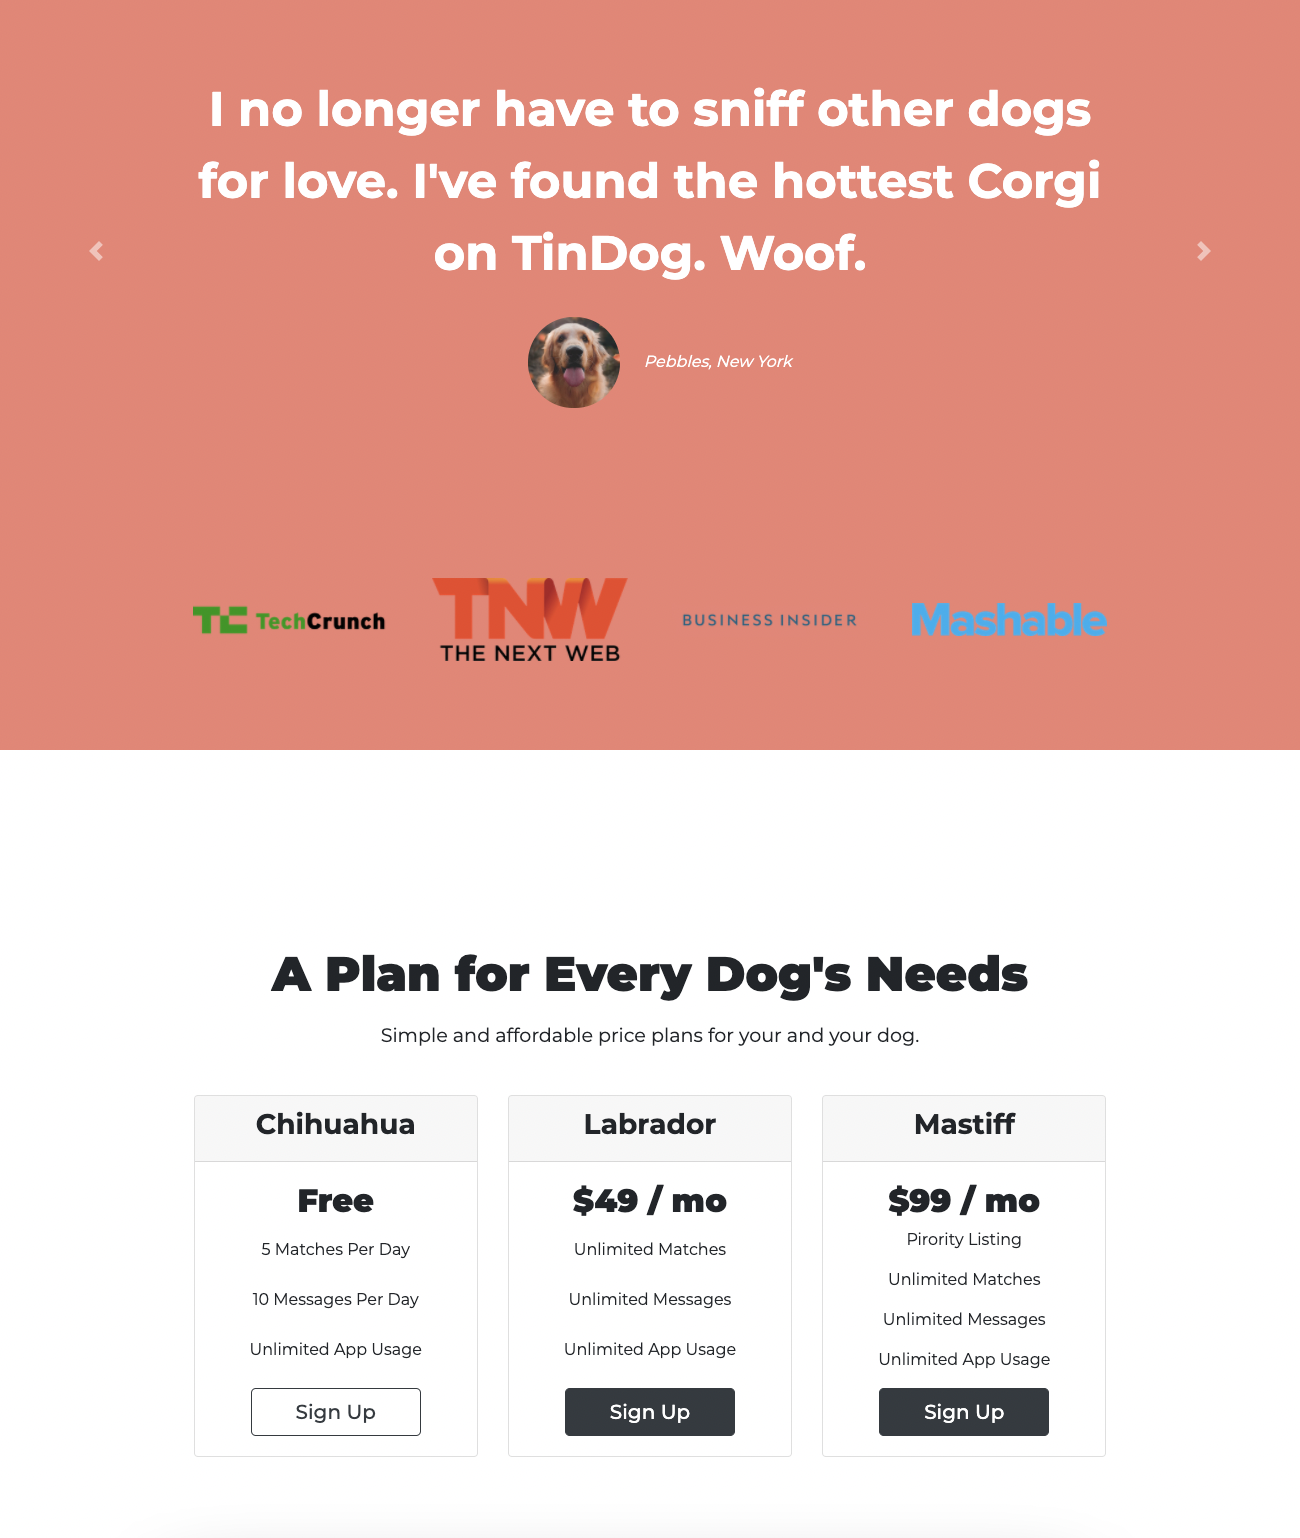 I no longer have to sniff other dogs
for love. I've found the hottest Corgi
on TinDog. Woof.
Pebbles, New York
TC TechCrunch
TNW
THE NEXT WEB
BUSINESS INSIDER
Mashable
A Plan for Every Dog's Needs
Simple and affordable price plans for your and your dog.
Chihuahua
Free
5 Matches Per Day
10 Messages Per Day
Unlimited App Usage
Sign Up
Labrador
$49 / mo
Unlimited Matches
Unlimited Messages
Unlimited App Usage
Sign Up
Mastiff
$99 / mo
Pirority Listing
Unlimited Matches
Unlimited Messages
Unlimited App Usage
Sign Up